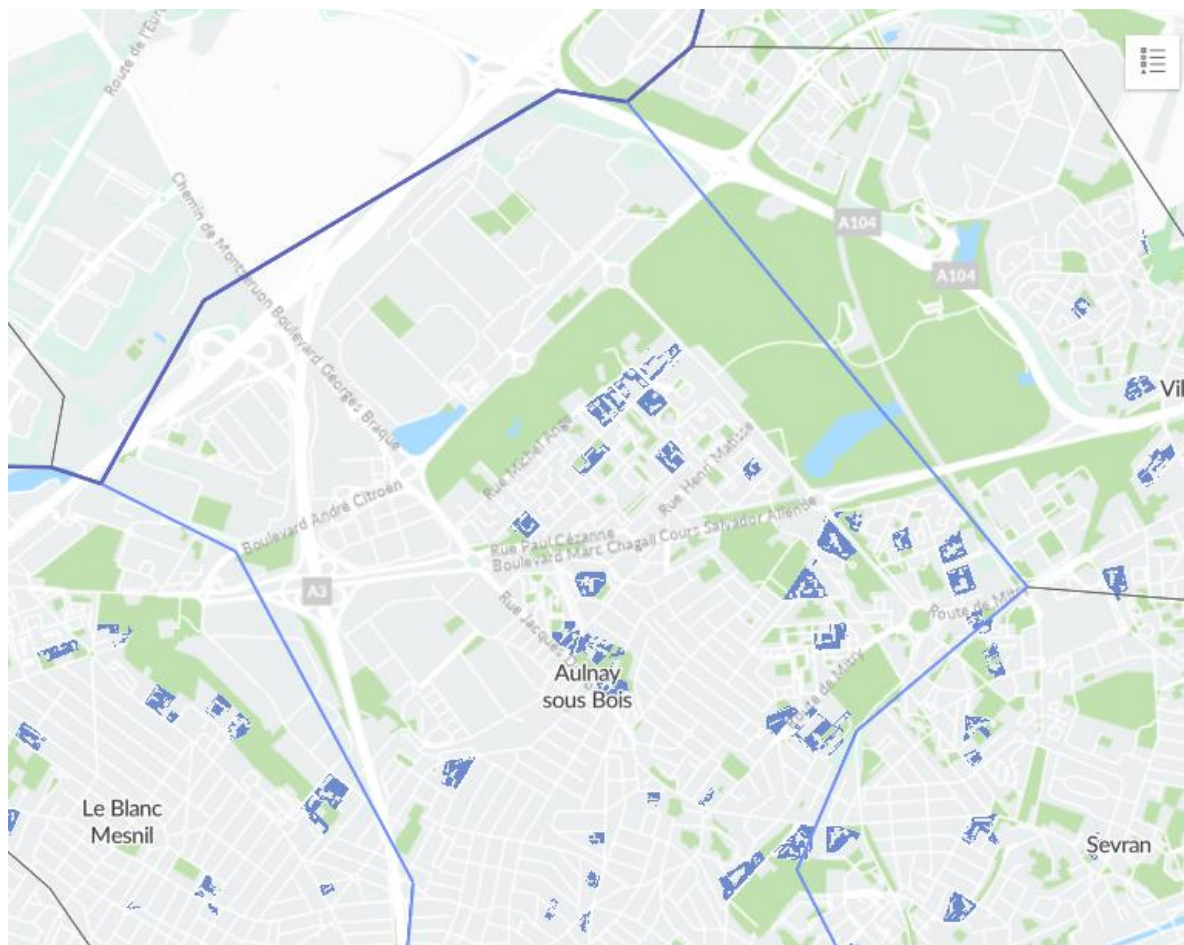 Route de l'Euro
Chemin de Montjeruon Boulevard Georges Braque
A104
A104
Vil
Rue Michel Ange
Rue Henri Matisse
Boulevard André Citroën
Rue Paul Cézanne
Boulevard Marc Chagall Cours Salvador Allende
A3
Route de Mitry
Rue Jacques D
Aulnay
sous Bois
Route de Mitry
Le Blanc
Mesnil
Sevran